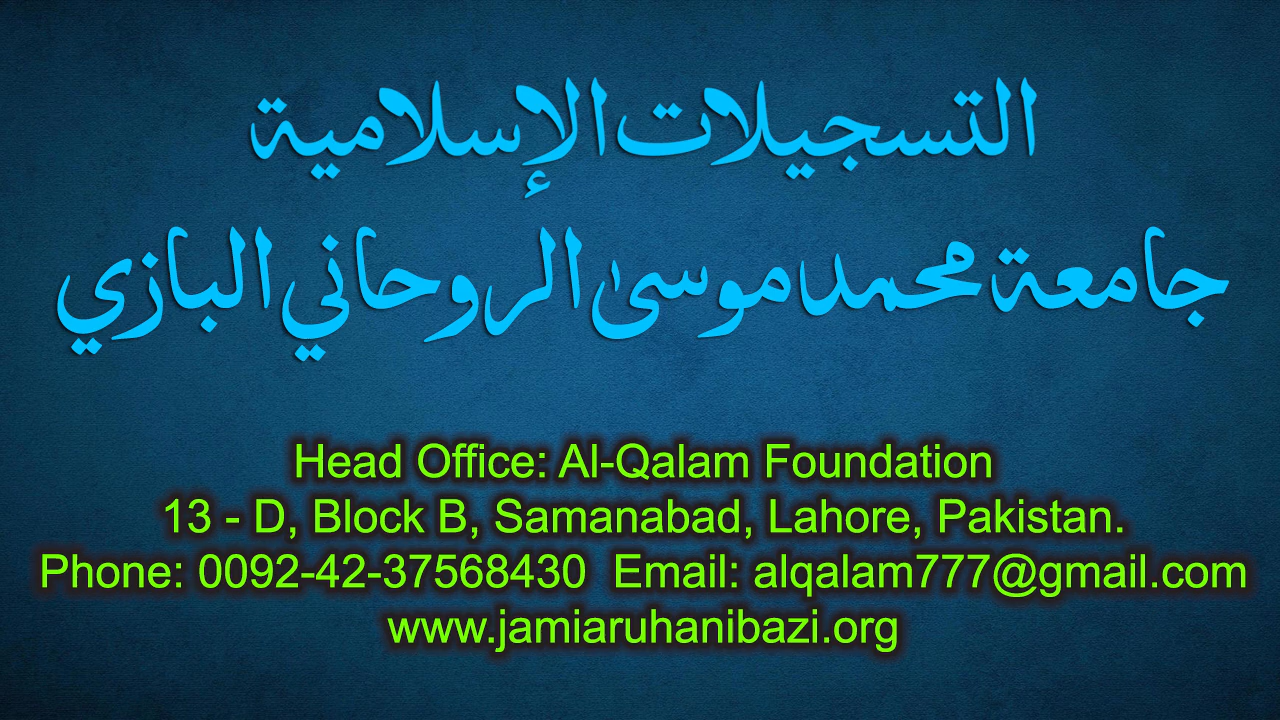 التسجيلات الإسلامية
جامعة محمد موسىٰ الروحاني البازي
Head Office: Al-Qalam Foundation
13 - D, Block B, Samanabad, Lahore, Pakistan.
Phone: 0092-42-37568430 Email: alqalam777@gmail.com
www.jamiaruhanibazi.org